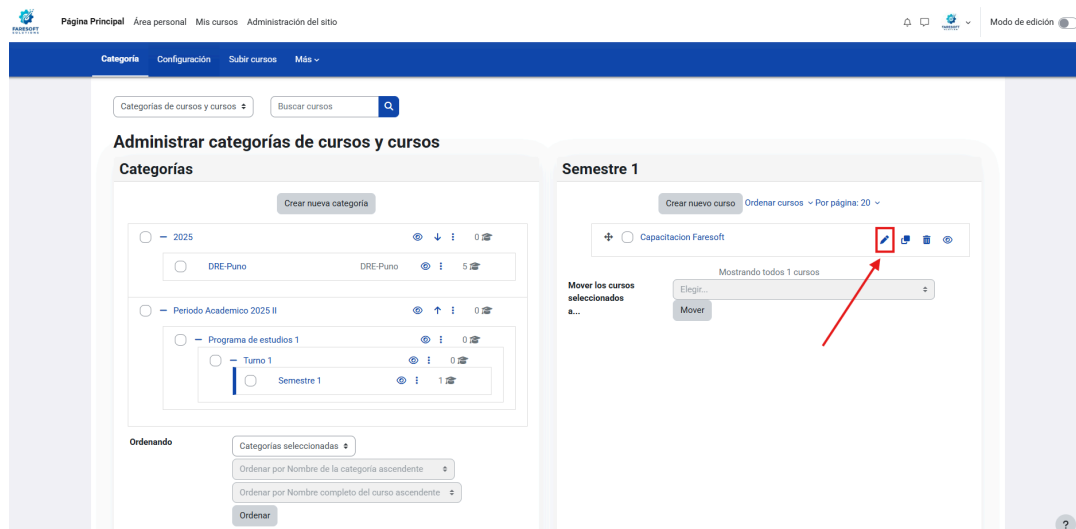 FARESOFT
SOLUTIONS
Página Principal Área personal Mis cursos Administración del sitio
Modo de edición
Categoría Configuración Subir cursos Más
Categorías de cursos y cursos
Buscar cursos
Administrar categorías de cursos y cursos
Categorías
Crear nueva categoría
2025 0
DRE-Puno DRE-Puno 5
Periodo Academico 2025 II 0
Programa de estudios 1 0
Turno 1 0
Semestre 1 1
Ordenando
Categorías seleccionadas
Ordenar por Nombre de la categoría ascendente
Ordenar por Nombre completo del curso ascendente
Ordenar
Semestre 1
Crear nuevo curso Ordenar cursos Por página: 20
Capacitacion Faresoft
Mostrando todos 1 cursos
Mover los cursos
seleccionados
a...
Elegir...
Mover
?